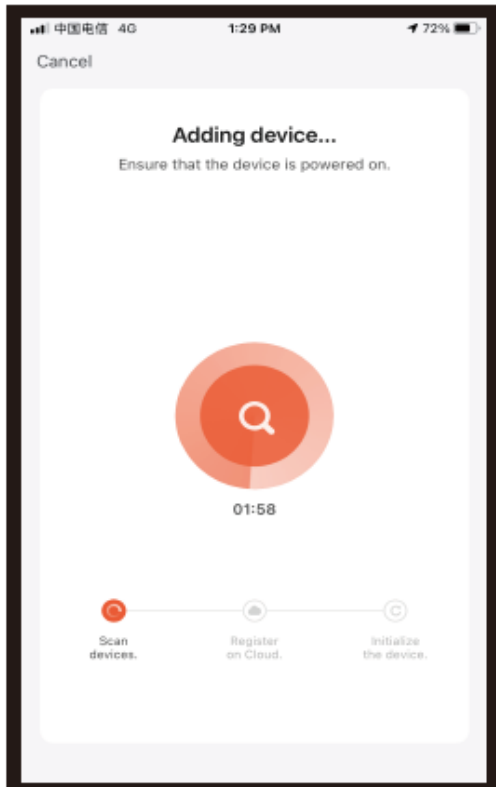 中国电信 4G 1:29 PM 72%
Cancel
Adding device...
Ensure that the device is powered on.
01:58
Scan Register Initialize
devices. on Cloud. the device.